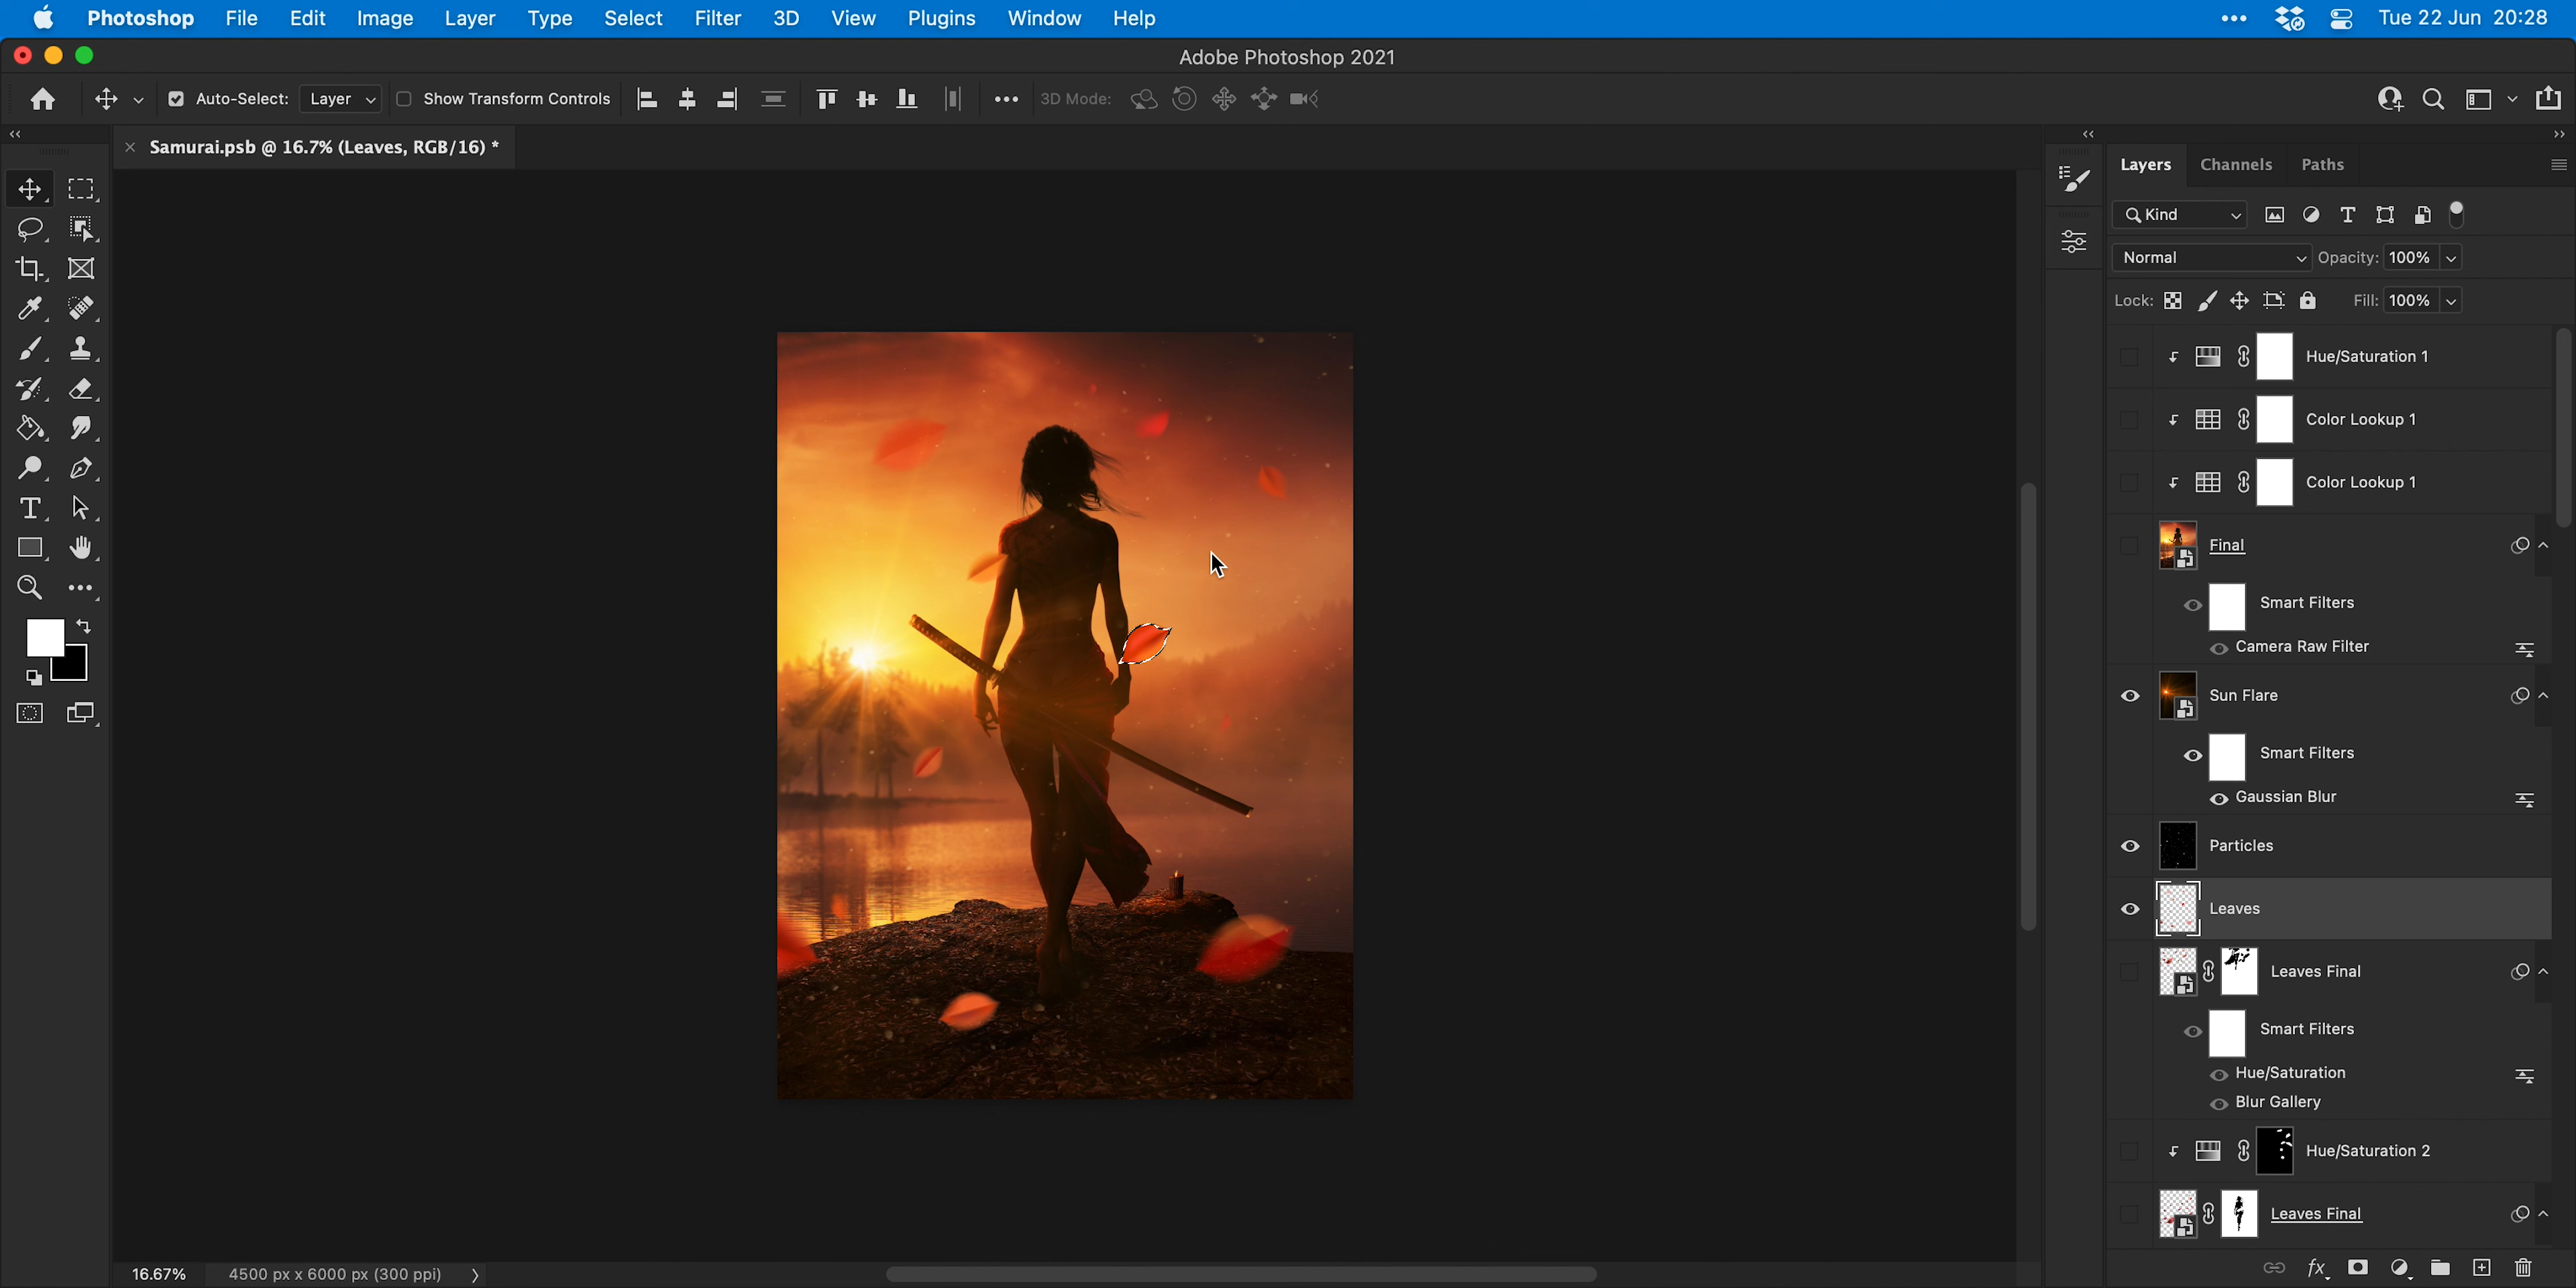 Photoshop File Edit Image Layer Type Select Filter 3D View Plugins Window Help Tue 22 Jun 20:28
Adobe Photoshop 2021
Auto-Select: Layer Show Transform Controls 3D Mode:
Samurai.psb @ 16.7% (Leaves, RGB/16) *
Layers Channels Paths
Kind
Normal Opacity: 100%
Lock: Fill: 100%
Hue/Saturation 1
Color Lookup 1
Color Lookup 1
Final
Smart Filters
Camera Raw Filter
Sun Flare
Smart Filters
Gaussian Blur
Particles
Leaves
Leaves Final
Smart Filters
Hue/Saturation
Blur Gallery
Hue/Saturation 2
Leaves Final
16.67% 4500 px x 6000 px (300 ppi)
fx